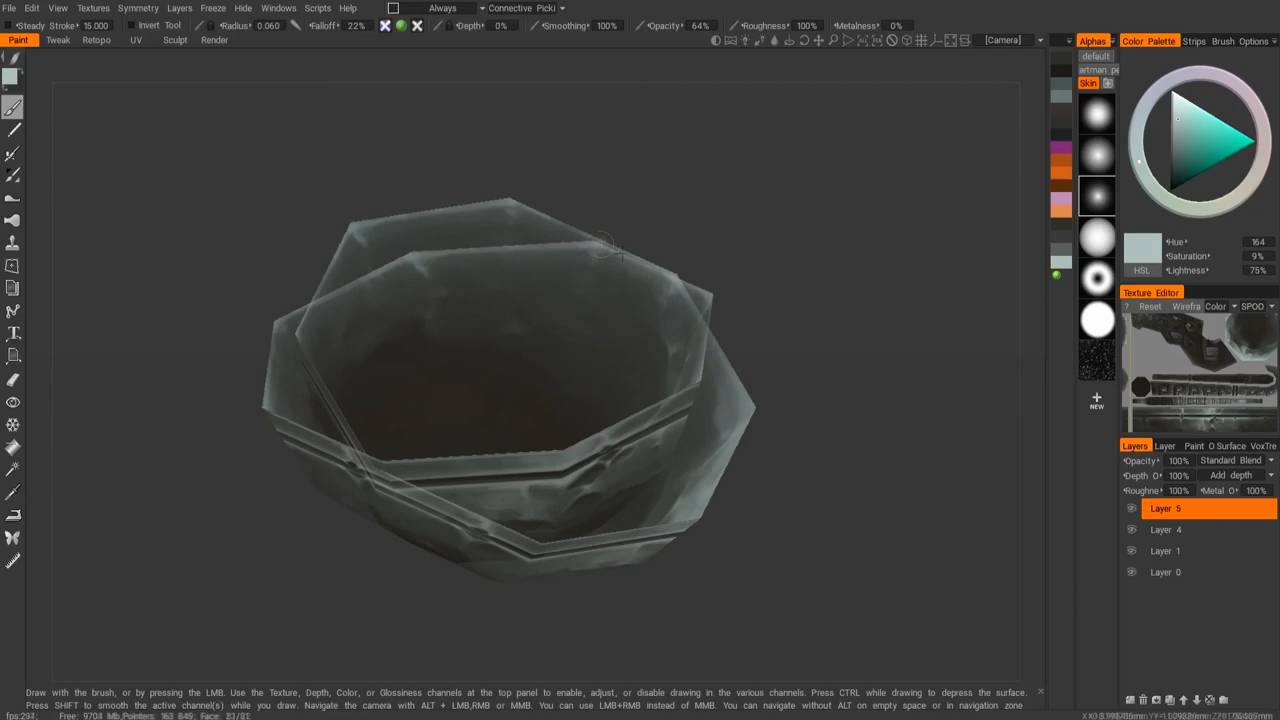 File Edit View Textures Symmetry Layers Freeze Hide Windows Scripts Help Always Connective Picki
Steady Stroke 15.000 Invert Tool Radius 0.060 Falloff 22% Depth 0% Smoothing 100% Opacity 64% Roughness 100% Metalness 0%
Paint Tweak Retopo UV Sculpt Render [Camera] Alphas Color Palette Strips Brush Options
default
artman pe
Skin
NEW
Hue 164
Saturation 9%
HSL Lightness 75%
Texture Editor
? Reset Wirefra Color SPOO
Layers Layer Paint O Surface VoxTre
Opacity 100% Standard Blend
Depth O 100% Add depth
Roughne 100% Metal O 100%
Layer 5
Layer 4
Layer 1
Layer 0
Draw with the brush, or by pressing the LMB. Use the Texture, Depth, Color, or Glossiness channels at the top panel to enable, adjust, or disable drawing in the various channels. Press CTRL while drawing to depress the surface.
Press SHIFT to smooth the active channel(s) while you draw. Navigate the camera with ALT + LMB,RMB or MMB. You can use LMB+RMB instead of MMB. You can navigate without ALT on empty space or in navigation zone